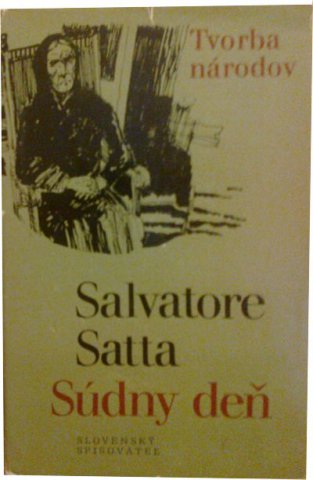 Tvorba
národov
Salvatore
Satta
Súdny deň
SLOVENSKÝ
SPISOVATEĽ